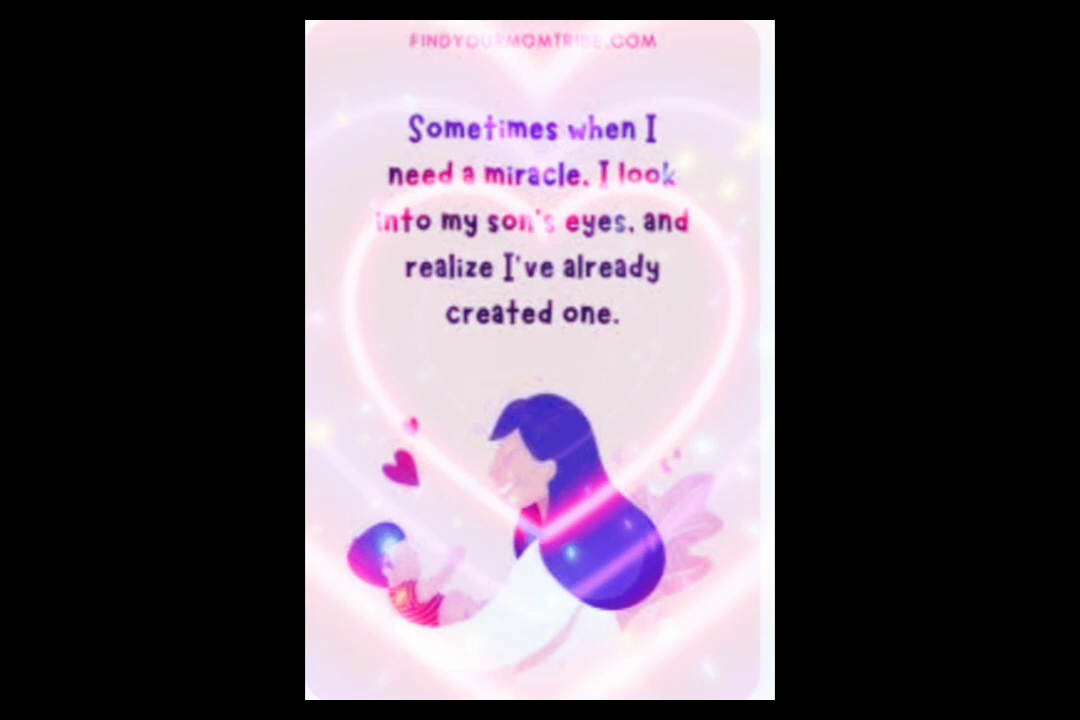 FINDYOURMOMTRIBE.COM
Sometimes when I
need a miracle, I look
into my son's eyes, and
realize I've already
created one.